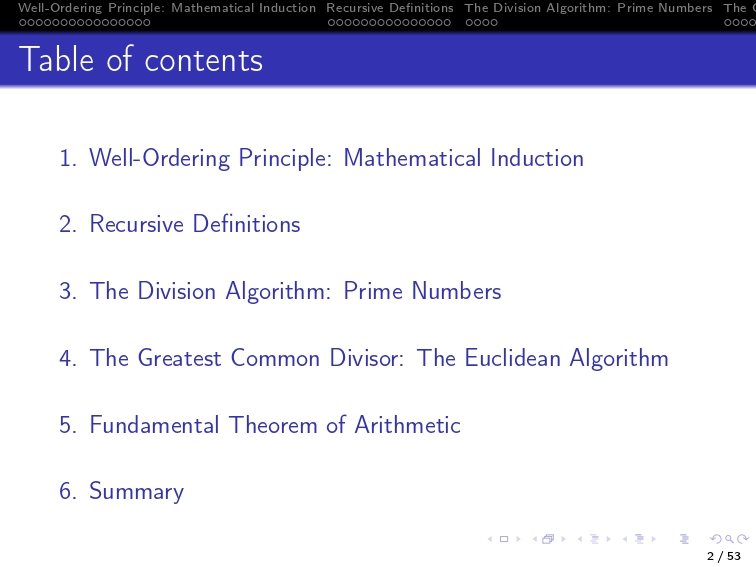 Well-Ordering Principle: Mathematical Induction Recursive Definitions The Division Algorithm: Prime Numbers The
Table of contents
1. Well-Ordering Principle: Mathematical Induction
2. Recursive Definitions
3. The Division Algorithm: Prime Numbers
4. The Greatest Common Divisor: The Euclidean Algorithm
5. Fundamental Theorem of Arithmetic
6. Summary
2 / 53